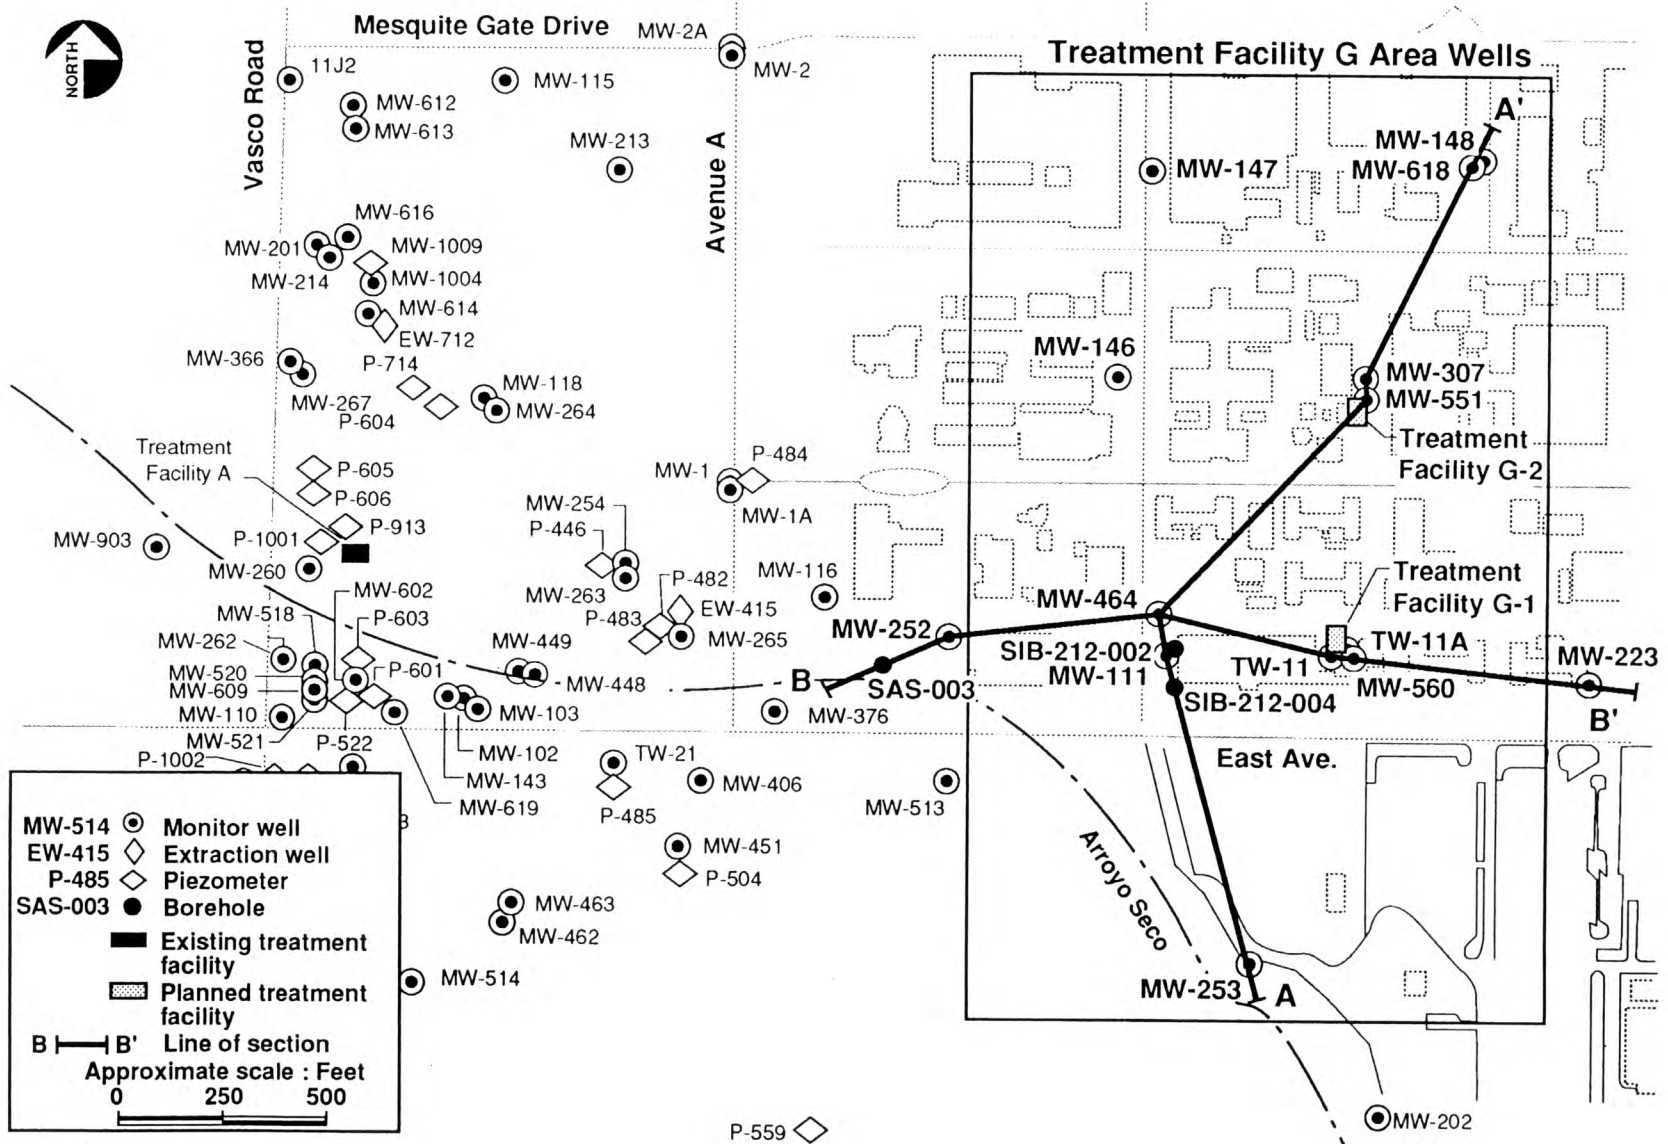 Mesquite Gate Drive
MW-2A
MW-2
Treatment Facility G Area Wells
NORTH
Vasco Road
11J2
MW-115
MW-612
MW-613
MW-213
Avenue A
A'
MW-148
MW-618
MW-147
MW-616
MW-201
MW-1009
MW-214
MW-1004
MW-614
EW-712
MW-366
P-714
MW-118
MW-267
MW-264
P-604
MW-146
MW-307
MW-551
Treatment
Facility G-2
Treatment
Facility A
P-605
P-606
P-913
P-1001
MW-903
MW-260
MW-1
P-484
MW-1A
MW-254
P-446
MW-263
P-482
P-483
EW-415
MW-265
MW-116
MW-602
MW-518
P-603
MW-262
MW-520
MW-609
P-601
MW-110
MW-521
P-522
P-1002
MW-449
MW-448
MW-103
MW-102
MW-143
MW-619
MW-252
MW-464
B
SAS-003
SIB-212-002
MW-111
SIB-212-004
Treatment
Facility G-1
TW-11A
TW-11
MW-560
MW-223
B'
MW-376
East Ave.
TW-21
P-485
MW-406
MW-513
MW-451
P-504
MW-463
MW-462
MW-514
Arroyo Seco
MW-253
A
MW-202
P-559
MW-514 Monitor well
EW-415 Extraction well
P-485 Piezometer
SAS-003 Borehole
Existing treatment
facility
Planned treatment
facility
B B' Line of section
Approximate scale : Feet
0 250 500